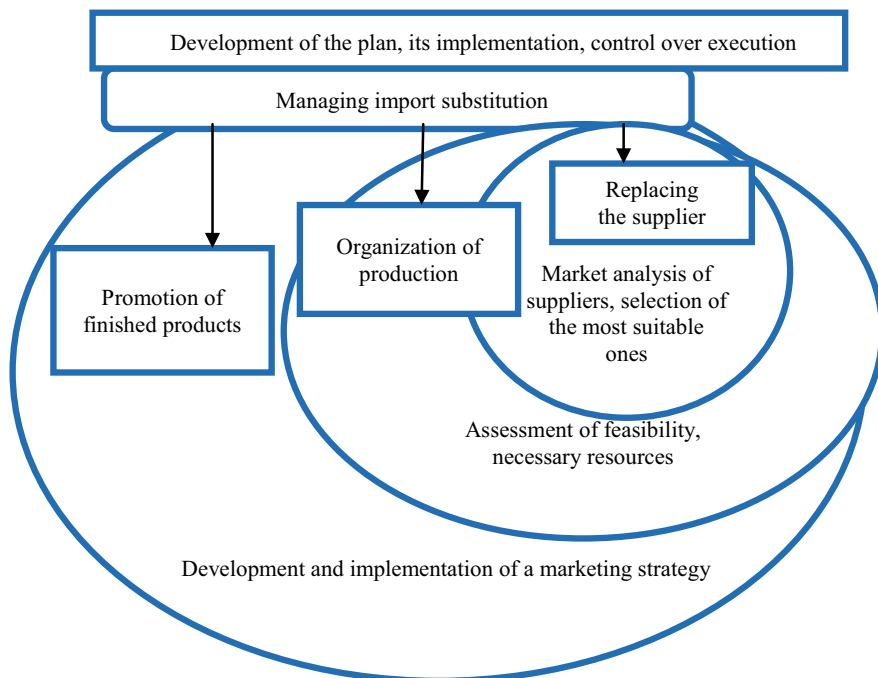 Development of the plan, its implementation, control over execution
Managing import substitution
Replacing
the supplier
Organization of
production
Promotion of
finished products
Market analysis of
suppliers, selection of
the most suitable
ones
Assessment of feasibility,
necessary resources
Development and implementation of a marketing strategy